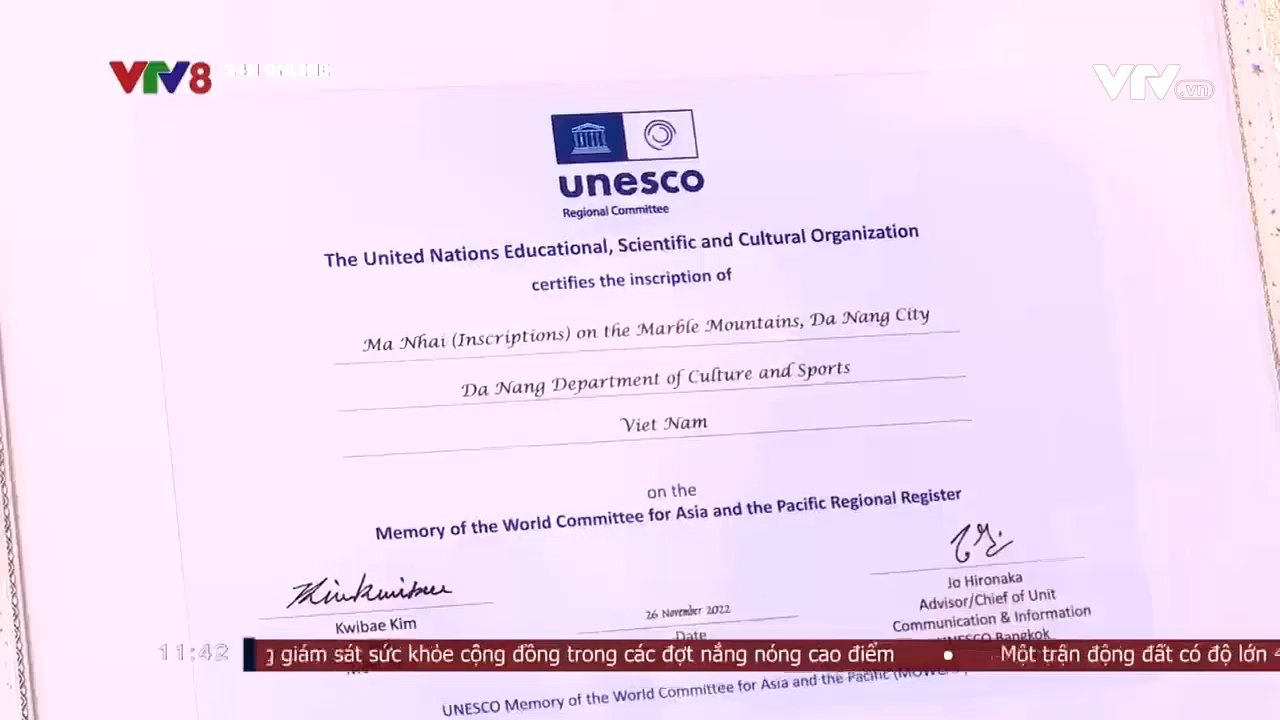 VTV8 24H ONLINE
VTV.vn
unesco
Regional Committee
The United Nations Educational, Scientific and Cultural Organization
certifies the inscription of
Ma Nhai (Inscriptions) on the Marble Mountains, Da Nang City
Da Nang Department of Culture and Sports
Viet Nam
on the
Memory of the World Committee for Asia and the Pacific Regional Register
Kwibae Kim
26 November 2022
Date
Jo Hironaka
Advisor/Chief of Unit
Communication & Information
UNESCO Bangkok
11:42
giám sát sức khỏe cộng đồng trong các đợt nắng nóng cao điểm • Một trận động đất có độ lớn
UNESCO Memory of the World Committee for Asia and the Pacific